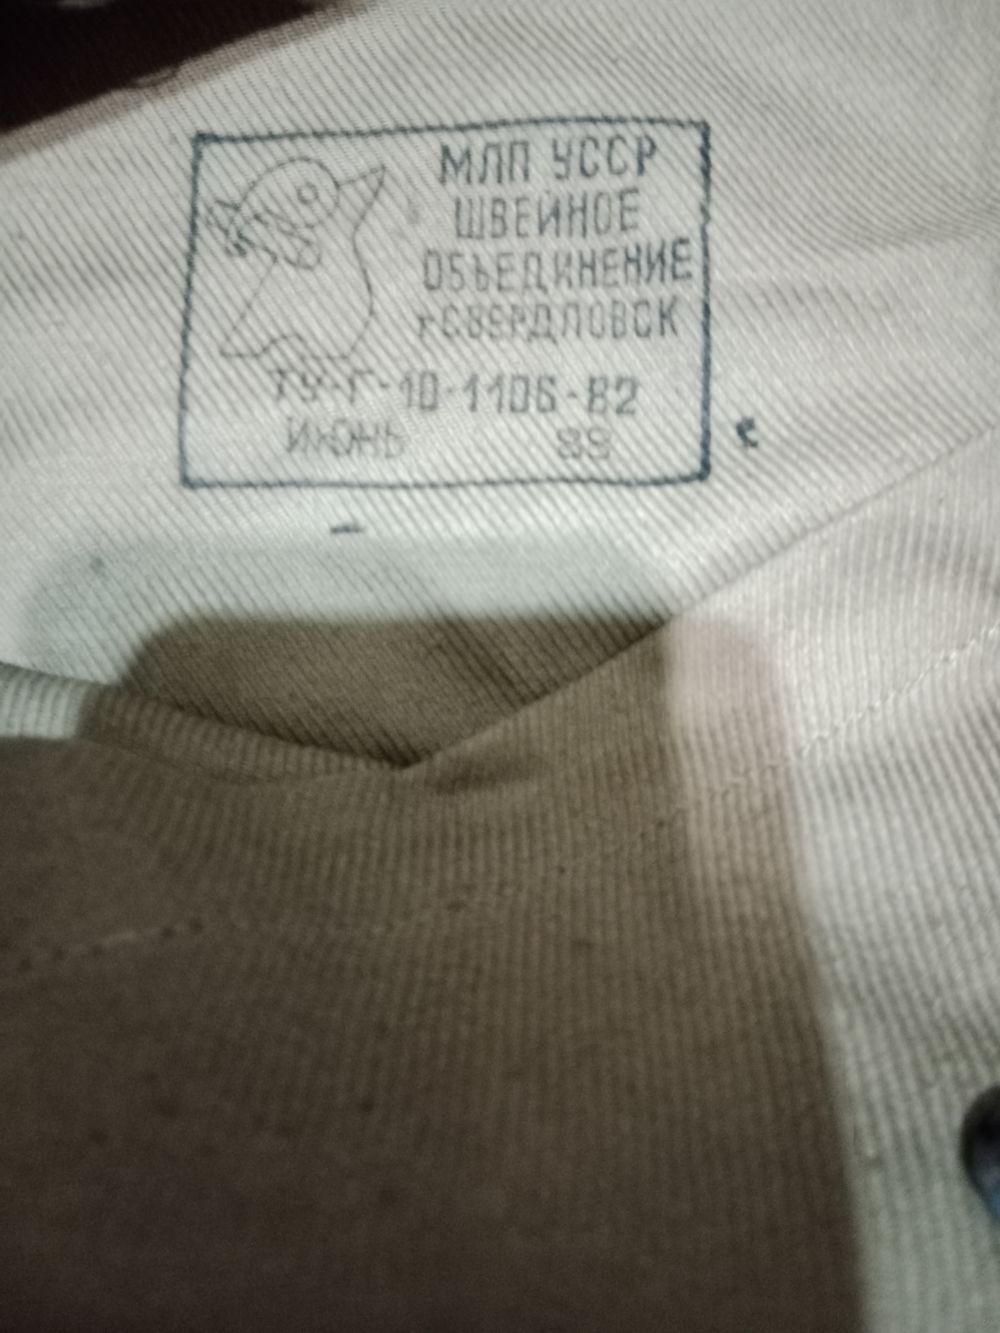 МЛП УССР
ШВЕЙНОЕ
ОБЪЕДИНЕНИЕ
г СВЕРДЛОВСК
ТУ-Г-10-1106-82
ИЮНЬ 89